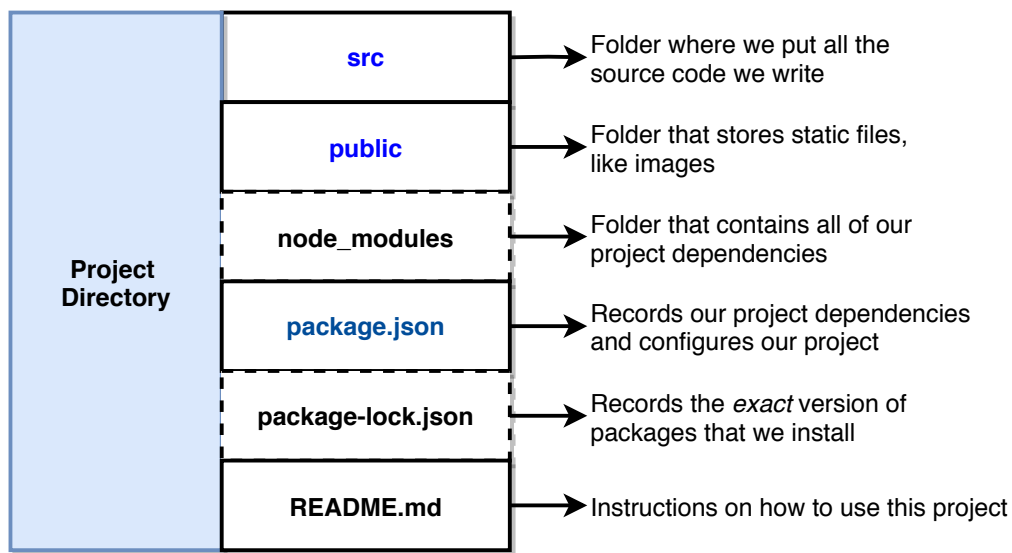 Project
Directory
src
Folder where we put all the
source code we write
public
Folder that stores static files,
like images
node_modules
Folder that contains all of our
project dependencies
package.json
Records our project dependencies
and configures our project
package-lock.json
Records the exact version of
packages that we install
README.md
Instructions on how to use this project